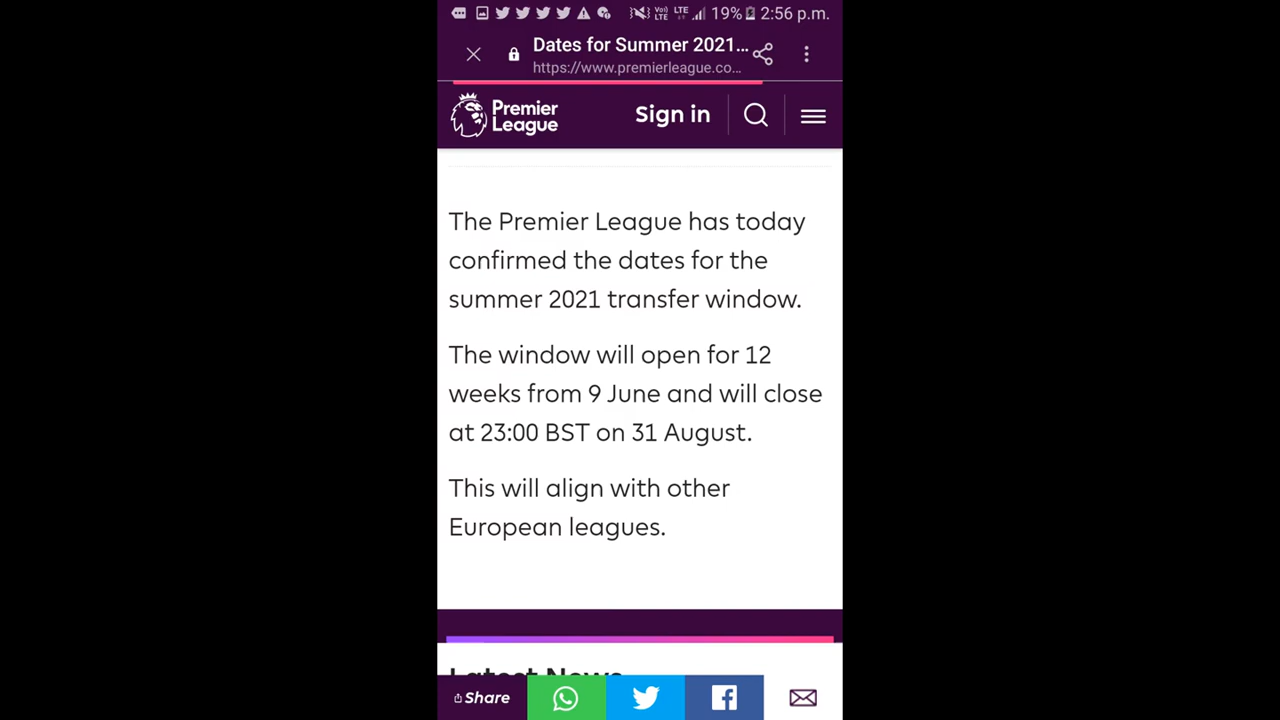 19% 2:56 p.m.
Dates for Summer 2021...
https://www.premierleague.co...
Premier
League
Sign in
The Premier League has today
confirmed the dates for the
summer 2021 transfer window.
The window will open for 12
weeks from 9 June and will close
at 23:00 BST on 31 August.
This will align with other
European leagues.
Latest News
Share